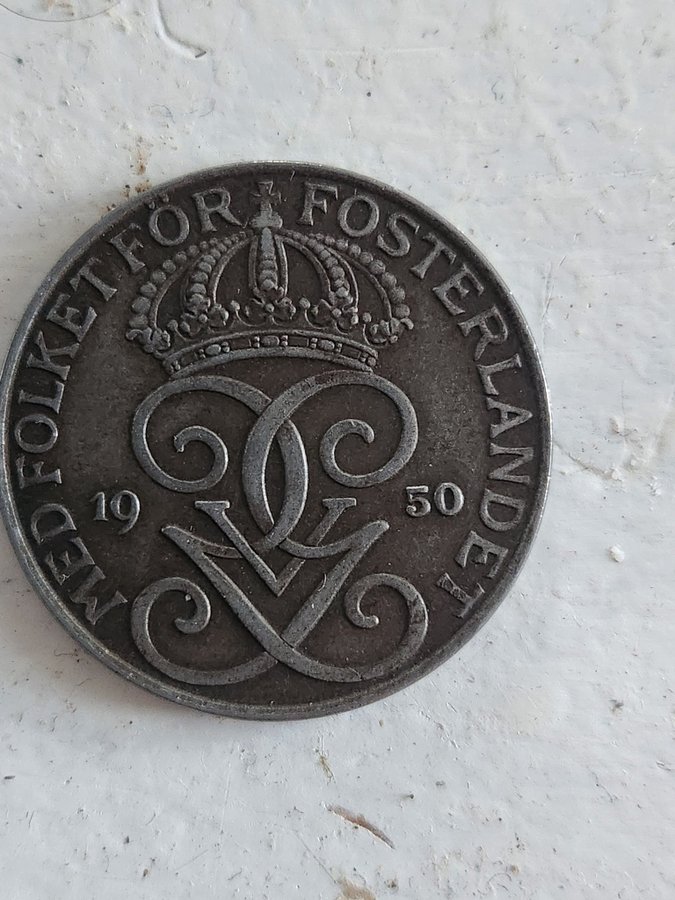 MED FOLKET FÖR FOSTERLANDET
19 50